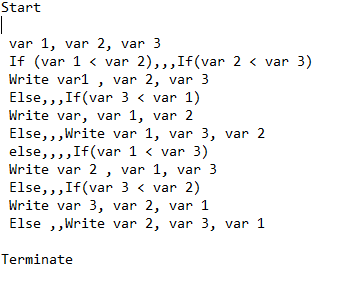 Start
var 1, var 2, var 3
If (var 1 < var 2),,,If(var 2 < var 3)
Write var1 , var 2, var 3
Else,,,If(var 3 < var 1)
Write var, var 1, var 2
Else,,,Write var 1, var 3, var 2
else,,,,If(var 1 < var 3)
Write var 2 , var 1, var 3
Else,,,If(var 3 < var 2)
Write var 3, var 2, var 1
Else ,,Write var 2, var 3, var 1
Terminate